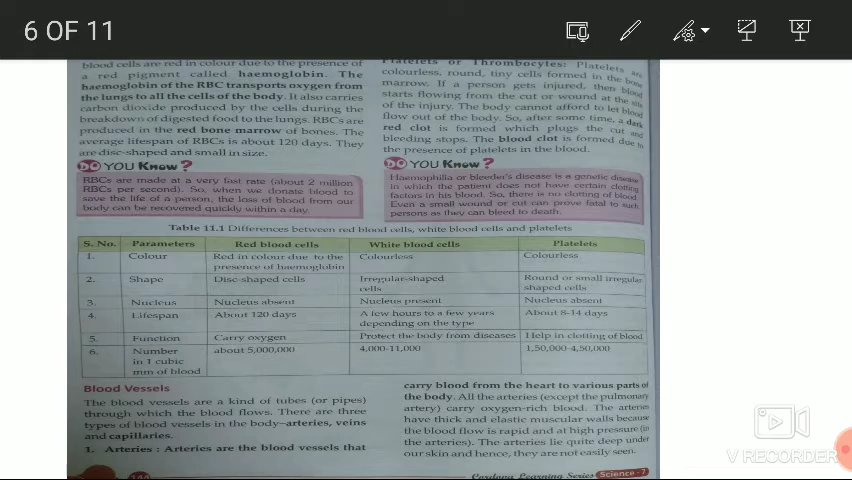 6 OF 11
blood cells are red in colour due to the presence of
a red pigment called haemoglobin. The
haemoglobin of the RBC transports oxygen from
the lungs to all the cells of the body. It also carries
carbon dioxide produced by the cells during the
breakdown of digested food to the lungs. RBCs are
produced in the red bone marrow of bones. The
average lifespan of RBCs is about 120 days. They
are disc-shaped and small in size.
DO YOU Know?
RBCs are made at a very fast rate (about 2 million
RBCs per second). So, when we donate blood to
save the life of a person, the loss of blood from our
body can be recovered quickly within a day
Platelets or Thrombocytes: Platelets are
colourless, round, tiny cells formed in the bone
marrow. If a person gets injured, then blood
starts flowing from the cut or wound at the site
of the injury. The body cannot afford to let blood
flow out of the body. So, after some time, a dark
red clot is formed which plugs the cut and
bleeding stops. The blood clot is formed due to
the presence of platelets in the blood.
DO YOU Know?
Haemophilia or bleeder's disease is a genetic disease
in which the patient does not have certain clotting
factors in his blood. So, there is no clotting of blood
Even a small wound or cut can prove fatal to such
persons as they can bleed to death.
Table 11.1 Differences between red blood cells, white blood cells and platelets
S. No. Parameters Red blood cells White blood cells Platelets
1. Colour Red in colour due to the presence of haemoglobin Colourless Colourless
2. Shape Disc-shaped cells Irregular-shaped cells Round or small irregular shaped cells
3. Nucleus Nucleus absent Nucleus present Nucleus absent
4. Lifespan About 120 days A few hours to a few years depending on the type About 8-14 days
5. Function Carry oxygen Protect the body from diseases Help in clotting of blood
6. Number in 1 cubic mm of blood about 5,000,000 4,000-11,000 1,50,000-4,50,000
Blood Vessels
The blood vessels are a kind of tubes (or pipes)
through which the blood flows. There are three
types of blood vessels in the body-arteries, veins
and capillaries.
1. Arteries : Arteries are the blood vessels that
carry blood from the heart to various parts of
the body. All the arteries (except the pulmonary
artery) carry oxygen-rich blood. The arteries
have thick and elastic muscular walls because
the blood flow is rapid and at high pressure (in
the arteries). The arteries lie quite deep under
our skin and hence, they are not easily seen.
Cordova Learning Series Science - 7
V RECORDER